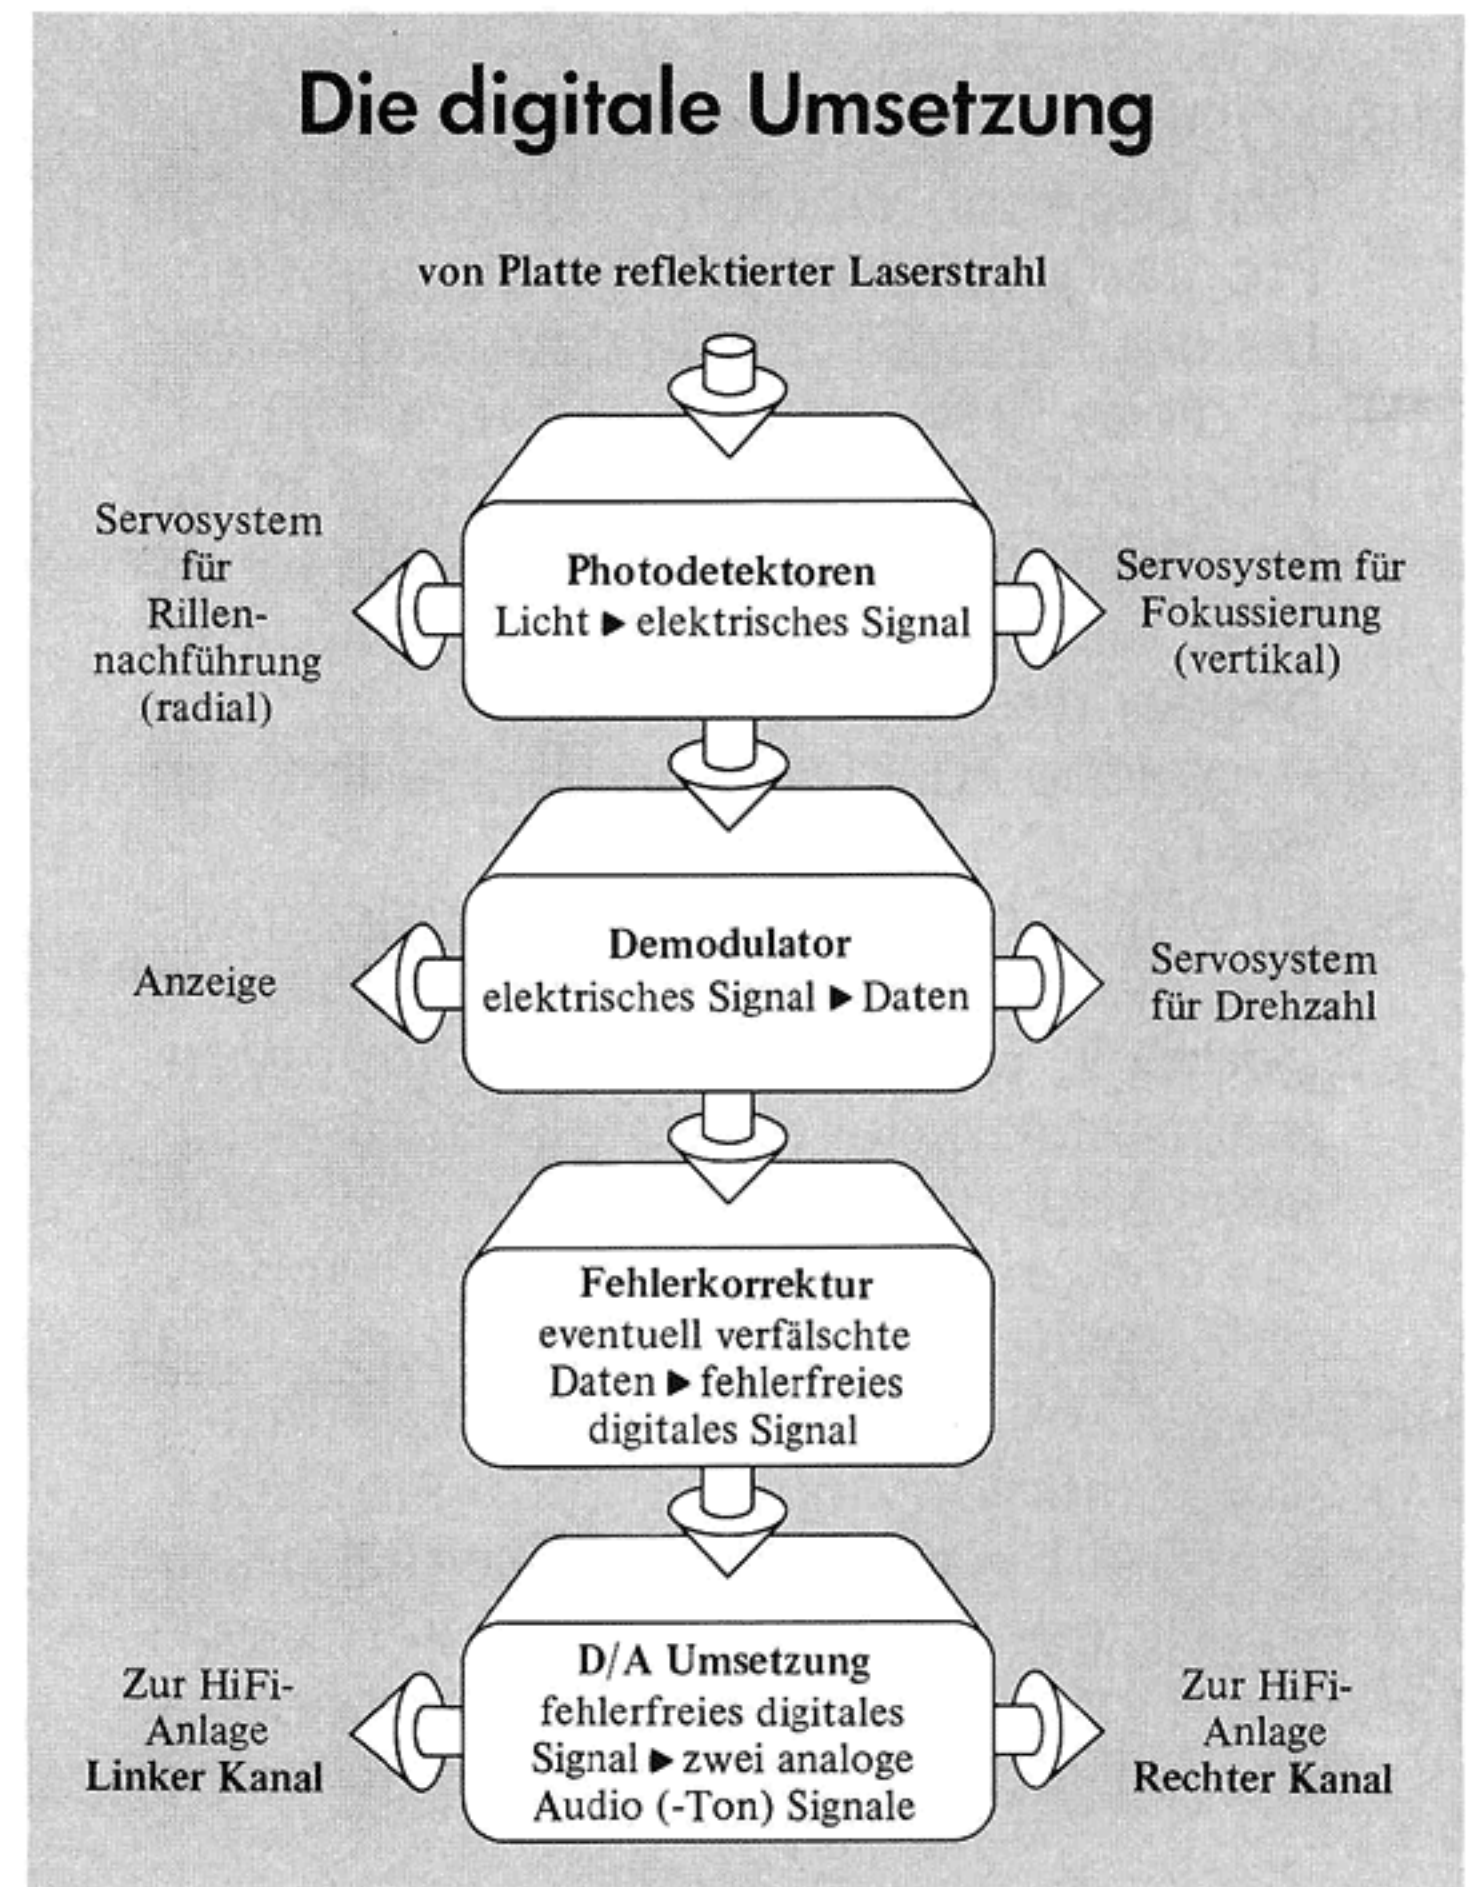 Die digitale Umsetzung
von Platte reflektierter Laserstrahl
Servosystem
für
Rillen-
nachführung
(radial)
Photodetektoren
Licht ▶ elektrisches Signal
Servosystem für
Fokussierung
(vertikal)
Anzeige
Demodulator
elektrisches Signal ▶ Daten
Servosystem
für Drehzahl
Fehlerkorrektur
eventuell verfälschte
Daten ▶ fehlerfreies
digitales Signal
Zur HiFi-
Anlage
Linker Kanal
D/A Umsetzung
fehlerfreies digitales
Signal ▶ zwei analoge
Audio (-Ton) Signale
Zur HiFi-
Anlage
Rechter Kanal